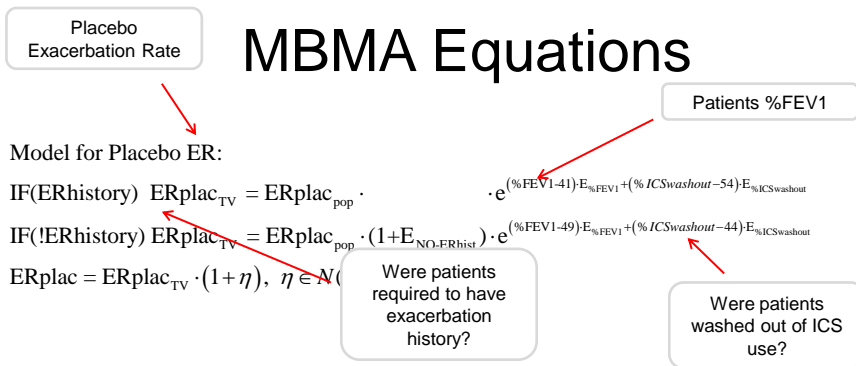 Placebo
Exacerbation Rate
MBMA Equations
Patients %FEV1
Model for Placebo ER:
IF(ERhistory) ERplac_TV = ERplac_pop · · e^((%FEV1-41)·E_%FEV1+(%ICSwashout−54)·E_%ICSwashout)
IF(!ERhistory) ERplac_TV = ERplac_pop · (1+E_NO-ERhist) · e^((%FEV1-49)·E_%FEV1+(%ICSwashout−44)·E_%ICSwashout)
ERplac = ERplac_TV · (1+η), η ∈ N(
Were patients
required to have
exacerbation
history?
Were patients
washed out of ICS
use?